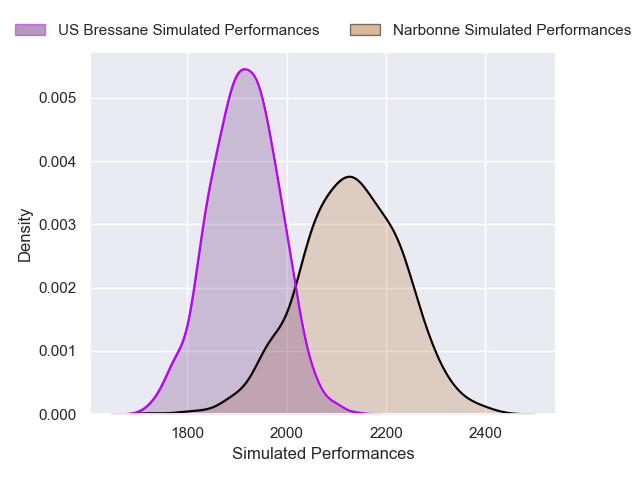 US Bressane Simulated Performances
Narbonne Simulated Performances
Density
0.005
0.004
0.003
0.002
0.001
0.000
1800
2000
2200
2400
Simulated Performances